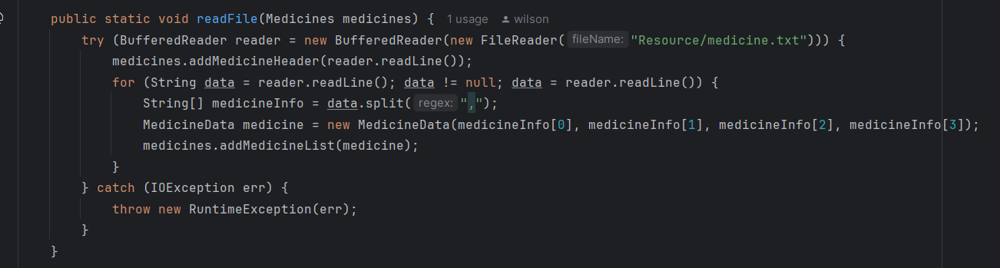 public static void readFile(Medicines medicines) { 1 usage wilson
try (BufferedReader reader = new BufferedReader(new FileReader( fileName: "Resource/medicine.txt"))) {
medicines.addMedicineHeader(reader.readLine());
for (String data = reader.readLine(); data != null; data = reader.readLine()) {
String[] medicineInfo = data.split( regex: ",");
MedicineData medicine = new MedicineData(medicineInfo[0], medicineInfo[1], medicineInfo[2], medicineInfo[3]);
medicines.addMedicineList(medicine);
}
} catch (IOException err) {
throw new RuntimeException(err);
}
}